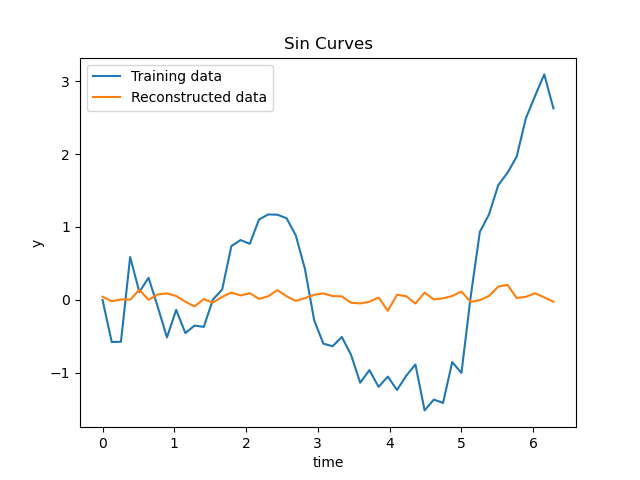 Sin Curves
Training data
Reconstructed data
3
2
1
0
−1
y
0 1 2 3 4 5 6
time